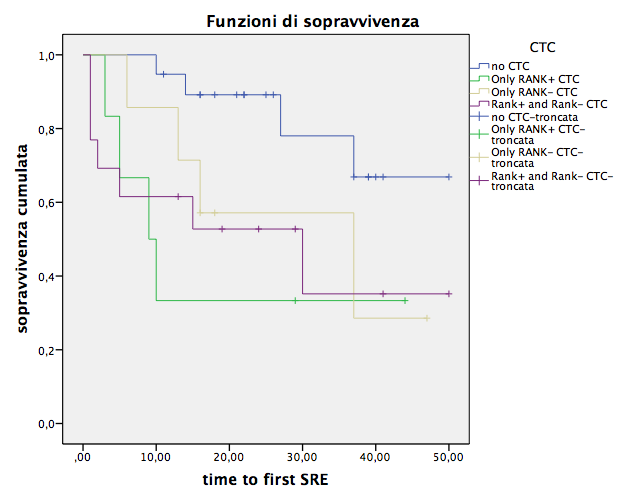 Funzioni di sopravvivenza
CTC
no CTC
Only RANK+ CTC
Only RANK- CTC
Rank+ and Rank- CTC
no CTC-troncata
Only RANK+ CTC-
troncata
Only RANK- CTC-
troncata
Rank+ and Rank- CTC-
troncata
sopravvivenza cumulata
1,0
0,8
0,6
0,4
0,2
0,0
,00 10,00 20,00 30,00 40,00 50,00
time to first SRE